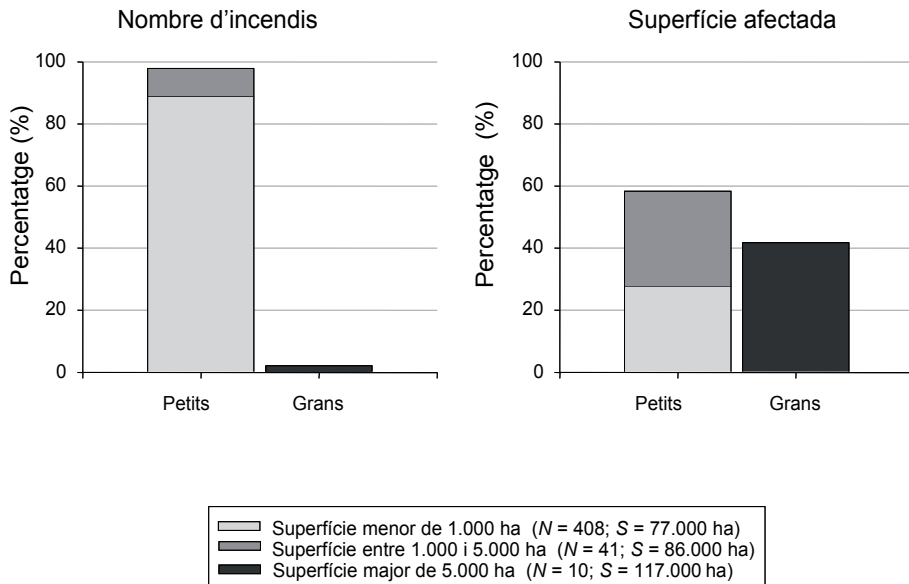 Nombre d’incendis
Superfície afectada
Percentatge (%)
100
80
60
40
20
0
Petits
Grans
Percentatge (%)
100
80
60
40
20
0
Petits
Grans
Superfície menor de 1.000 ha (N = 408; S = 77.000 ha)
Superfície entre 1.000 i 5.000 ha (N = 41; S = 86.000 ha)
Superfície major de 5.000 ha (N = 10; S = 117.000 ha)